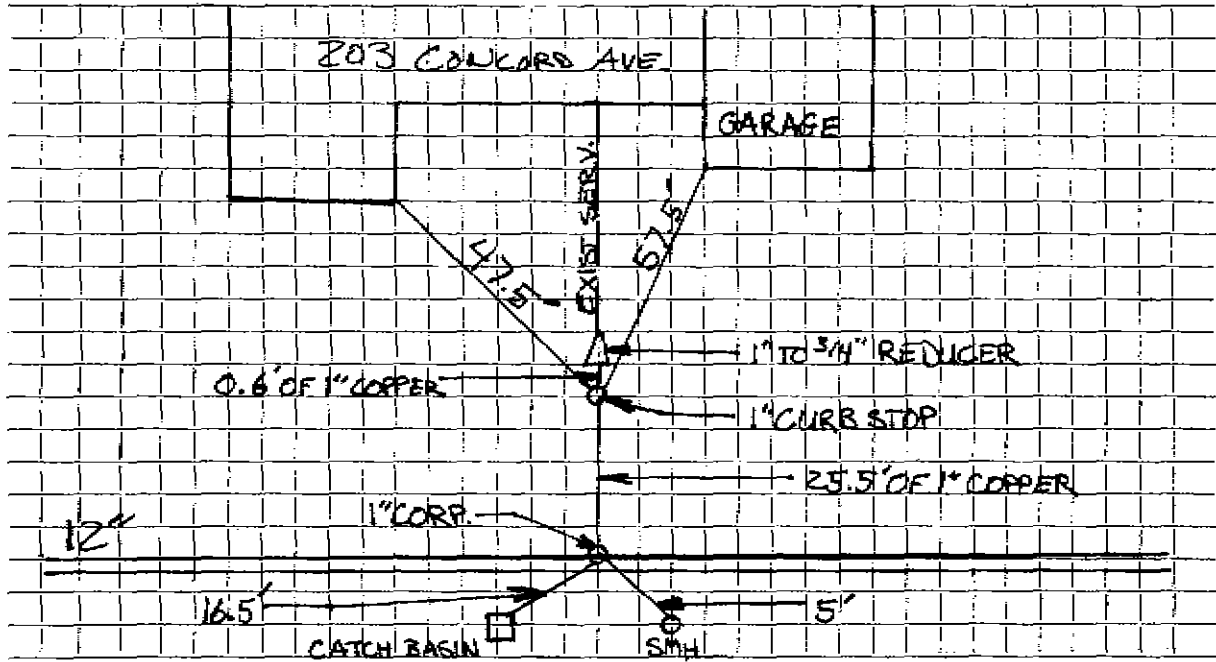 203 CONCORD AVE.
GARAGE
EXIST SERV.
47.5'
57.5'
1" TO 3/4" REDUCER
0.6' OF 1" COPPER
1" CURB STOP
25.5' OF 1" COPPER
1" CORP.
12"
16.5'
5'
CATCH BASIN
SMH